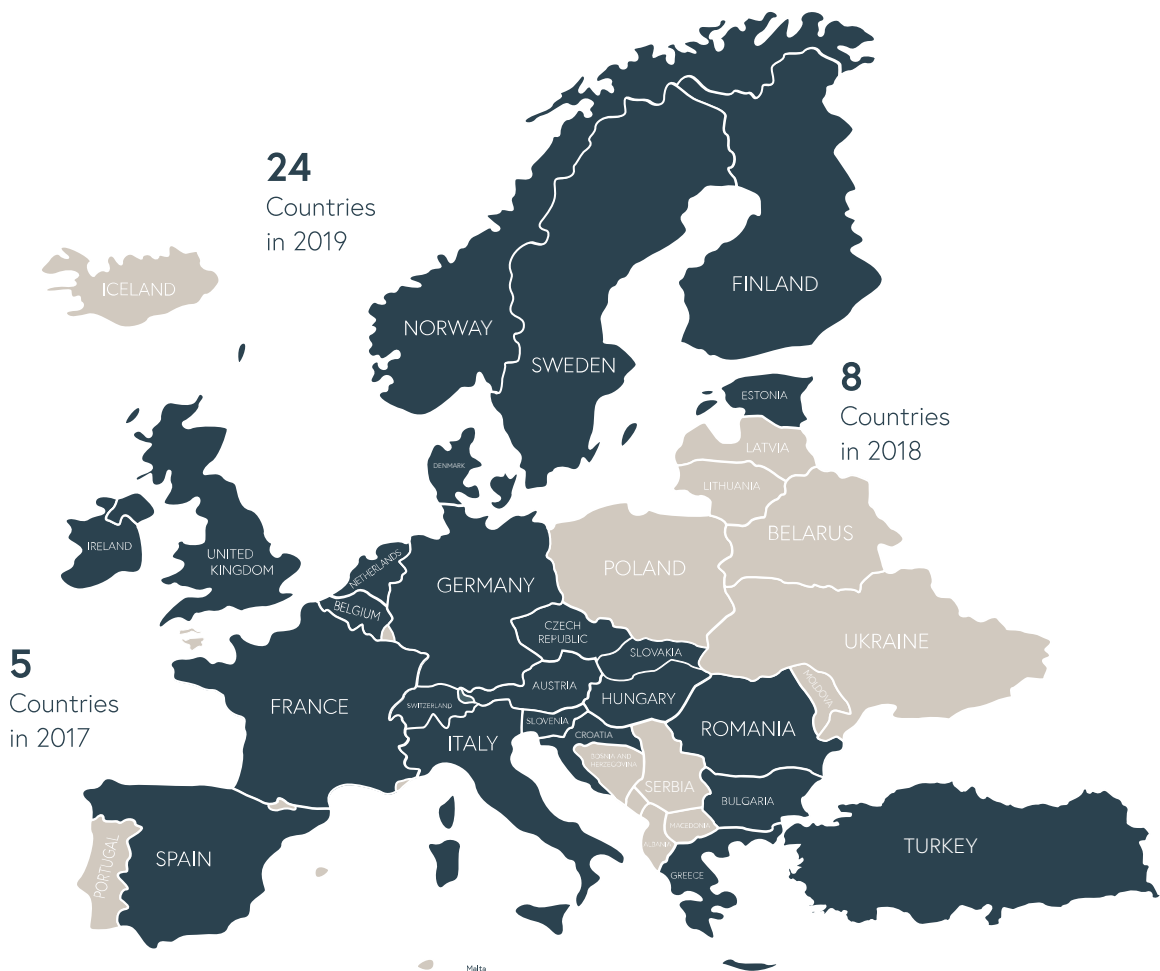 24
Countries
in 2019
ICELAND
NORWAY
SWEDEN
FINLAND
8
Countries
in 2018
ESTONIA
LATVIA
LITHUANIA
BELARUS
DENMARK
IRELAND
UNITED
KINGDOM
NETHERLANDS
BELGIUM
GERMANY
POLAND
CZECH
REPUBLIC
SLOVAKIA
UKRAINE
MOLDOVA
5
Countries
in 2017
FRANCE
SWITZERLAND
AUSTRIA
HUNGARY
SLOVENIA
CROATIA
ITALY
ROMANIA
BOSNIA AND
HERCEGOVINA
SERBIA
BULGARIA
MACEDONIA
ALBANIA
GREECE
TURKEY
PORTUGAL
SPAIN
Malta